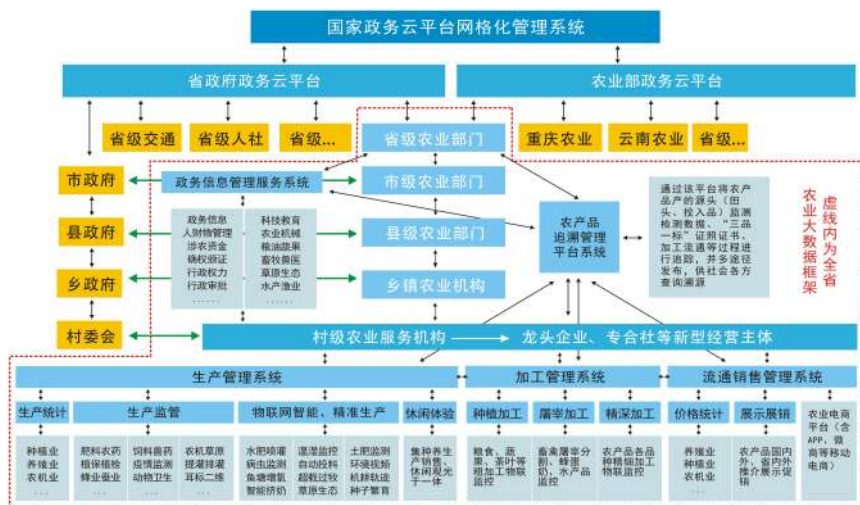 国家政务云平台网格化管理系统
省政府政务云平台
农业部政务云平台
省级交通
省级人社
省级...
省级农业部门
重庆农业
云南农业
省级...
市政府
政务信息管理服务系统
市级农业部门
县政府
县级农业部门
乡政府
乡镇农业机构
村委会
政务信息
人财物管理
涉农资金
确权颁证
行政权力
行政审批
......
科技教育
农业机械
粮油蔬果
畜牧兽医
草原生态
水产渔业
......
农产品
追溯管理
平台系统
通过该平台将农产
品产的源头（田
头、投入品）监测
检测数据、“三品
一标”证照证书、
加工流通等过程进
行追踪，并多途径
发布，供社会各方
查询溯源
虚线内为全省
农业大数据框架
村级农业服务机构
龙头企业、专合社等新型经营主体
生产管理系统
加工管理系统
流通销售管理系统
生产统计
生产监管
物联网智能、精准生产
休闲体验
种植加工
屠宰加工
精深加工
价格统计
展示展销
农业电商
平台（含
APP、微商
等移动
电商）
种植业
养殖业
农机业
...
肥料农药
植保植检
蜂业蚕业
...
饲料兽药
疫情监测
动物卫生
...
农机草原
提灌排灌
耳标二维
...
水肥喷灌
病虫监测
鱼塘增氧
智能挤奶
温湿监控
自动投料
超载过牧
草原生态
土肥监测
环境视频
机耕轨迹
种子繁育
集种养生
产销售、
休闲观光
于一体
粮食、蔬
果、茶叶等
粗加工物联
监控
畜禽屠宰分
割、蜂蛋
奶、水产品
监控
农产品各品
种精细加工
物联监控
养殖业
种植业
农机业
...
农产品国内
外、省内外
推介展示促
销